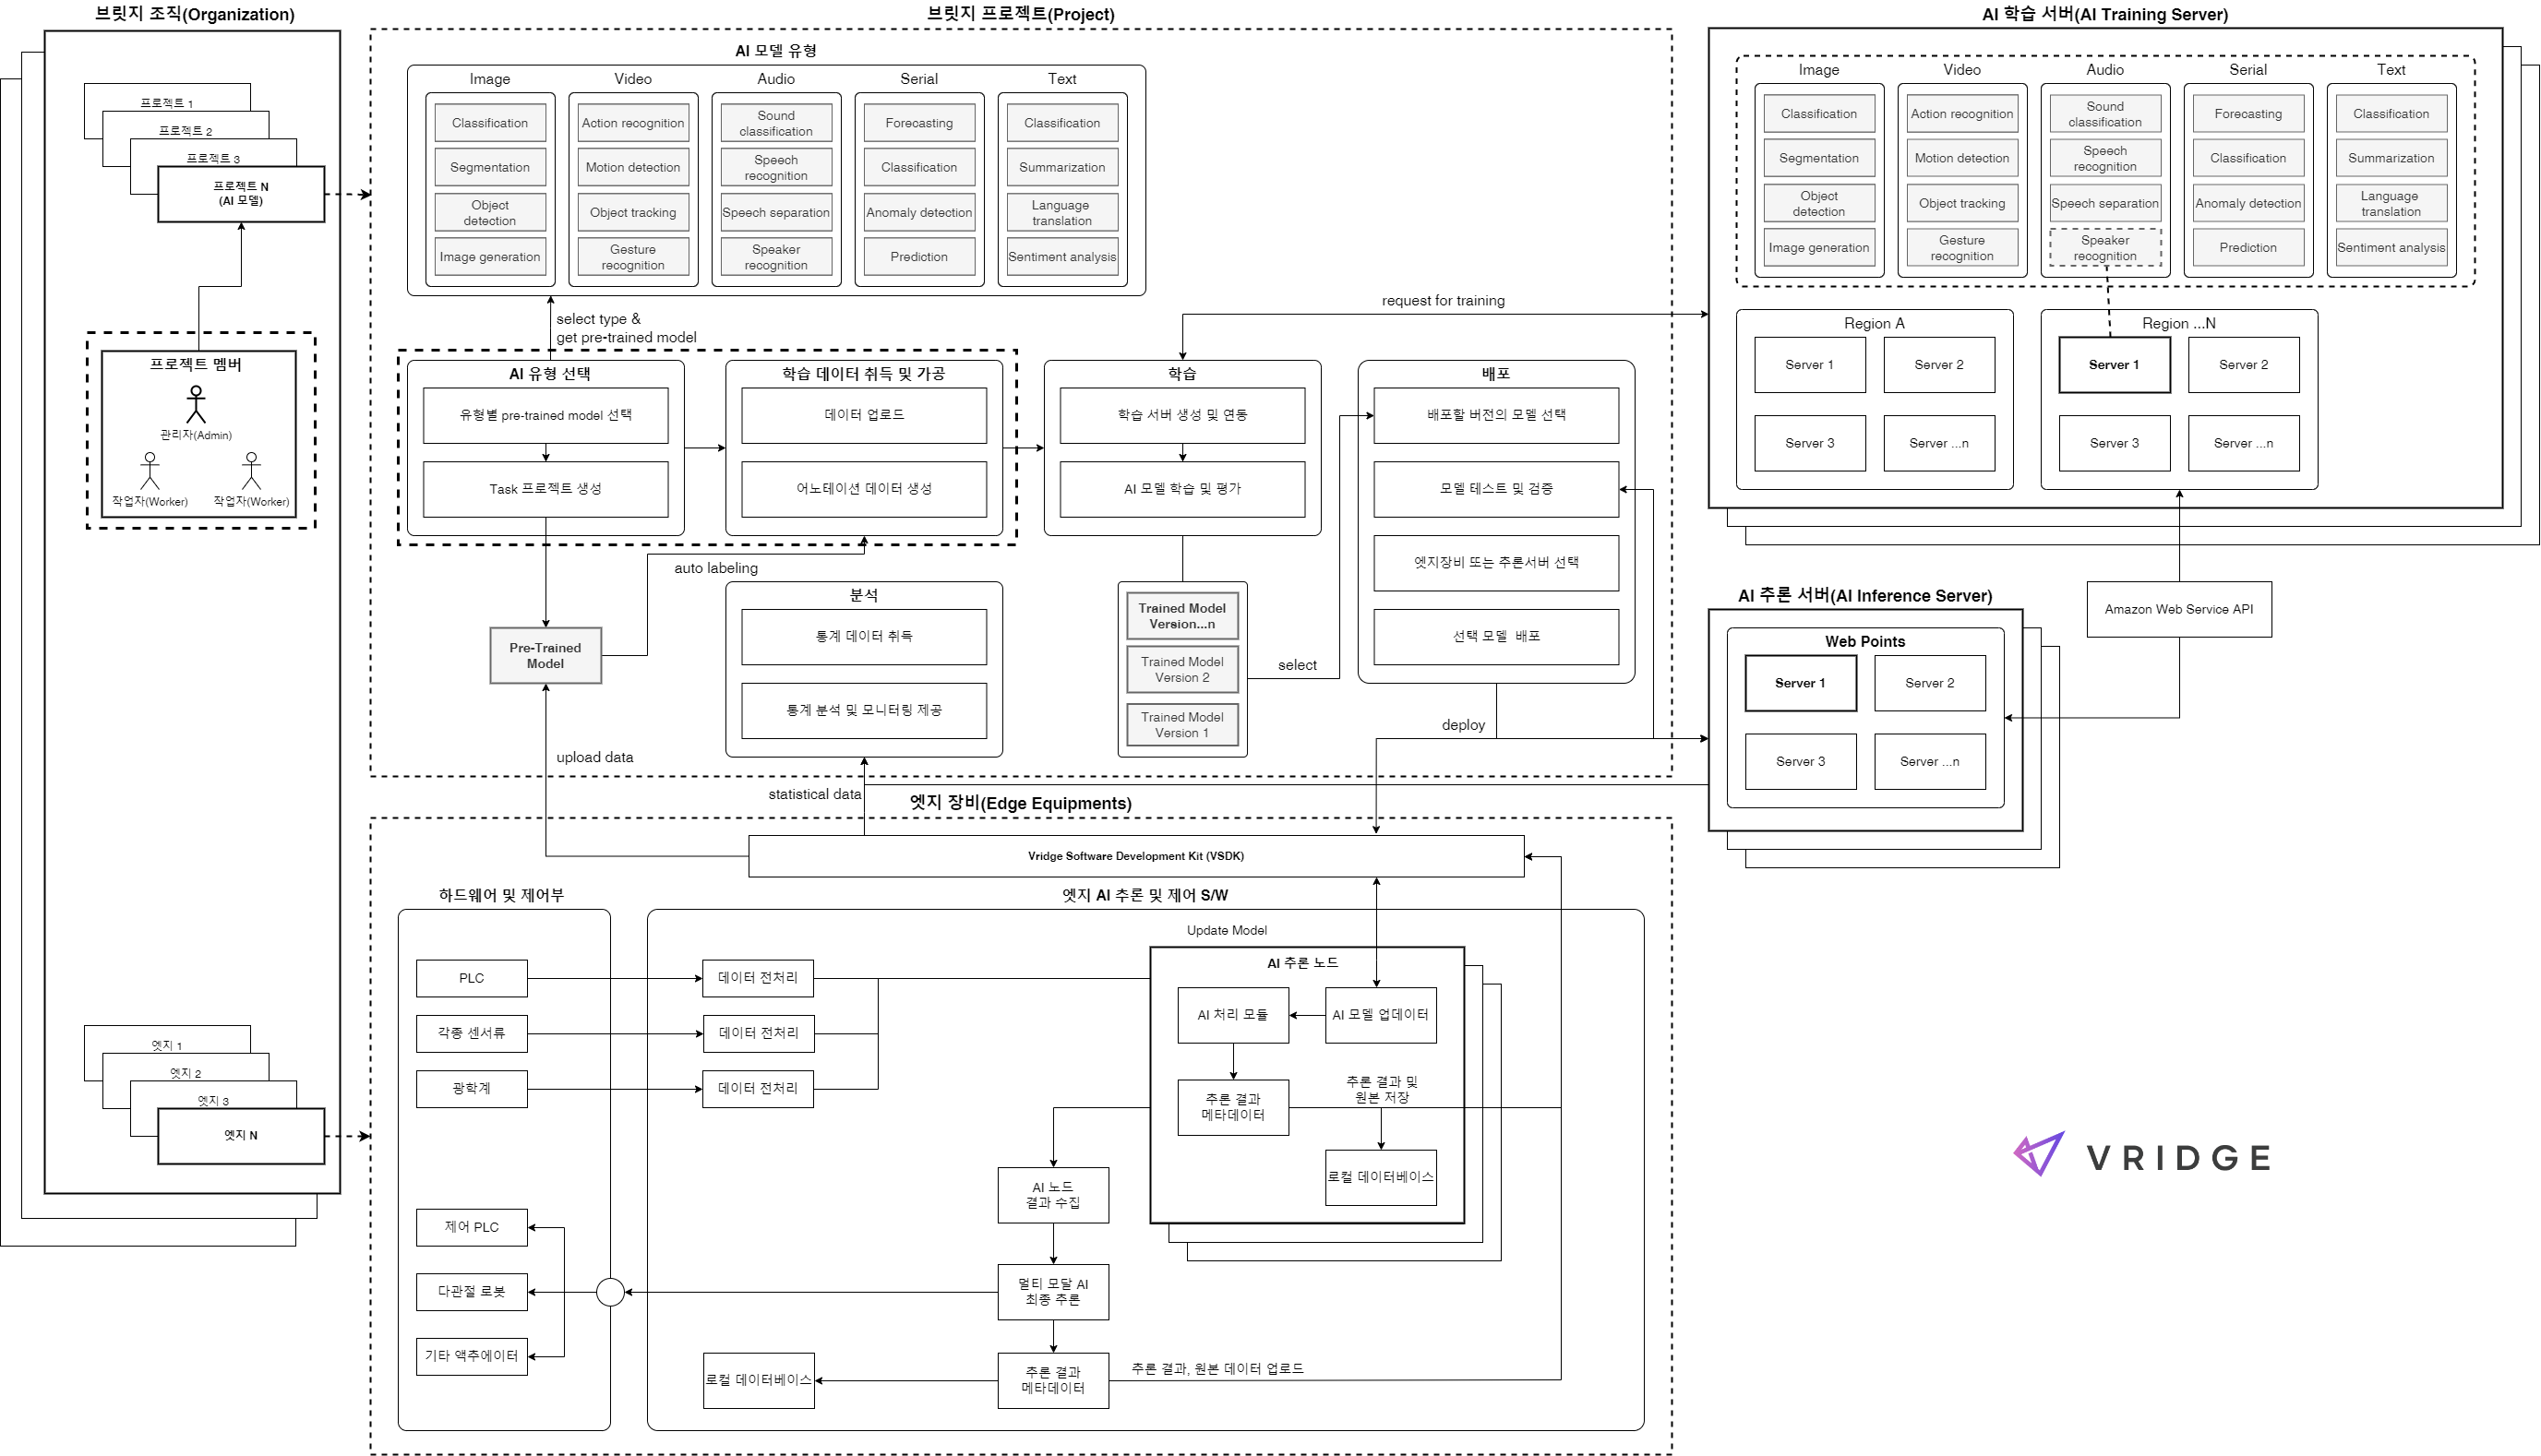 브릿지 조직(Organization)
프로젝트 1
프로젝트 2
프로젝트 3
프로젝트 N
(AI 모델)
프로젝트 멤버
관리자(Admin)
작업자(Worker)
작업자(Worker)
엣지 1
엣지 2
엣지 3
엣지 N
브릿지 프로젝트(Project)
AI 모델 유형
Image
Classification
Segmentation
Object
detection
Image generation
Video
Action recognition
Motion detection
Object tracking
Gesture
recognition
Audio
Sound
classification
Speech
recognition
Speech separation
Speaker
recognition
Serial
Forecasting
Classification
Anomaly detection
Prediction
Text
Classification
Summarization
Language
translation
Sentiment analysis
select type &
get pre-trained model
request for training
AI 유형 선택
유형별 pre-trained model 선택
Task 프로젝트 생성
학습 데이터 취득 및 가공
데이터 업로드
어노테이션 데이터 생성
학습
학습 서버 생성 및 연동
AI 모델 학습 및 평가
배포
배포할 버전의 모델 선택
모델 테스트 및 검증
엣지장비 또는 추론서버 선택
선택 모델  배포
auto labeling
Pre-Trained
Model
분석
통계 데이터 취득
통계 분석 및 모니터링 제공
Trained Model
Version...n
Trained Model
Version 2
Trained Model
Version 1
select
deploy
upload data
statistical data
AI 학습 서버(AI Training Server)
Image
Classification
Segmentation
Object
detection
Image generation
Video
Action recognition
Motion detection
Object tracking
Gesture
recognition
Audio
Sound
classification
Speech
recognition
Speech separation
Speaker
recognition
Serial
Forecasting
Classification
Anomaly detection
Prediction
Text
Classification
Summarization
Language
translation
Sentiment analysis
Region A
Server 1
Server 2
Server 3
Server ...n
Region ...N
Server 1
Server 2
Server 3
Server ...n
Amazon Web Service API
AI 추론 서버(AI Inference Server)
Web Points
Server 1
Server 2
Server 3
Server ...n
엣지 장비(Edge Equipments)
Vridge Software Development Kit (VSDK)
하드웨어 및 제어부
PLC
각종 센서류
광학계
제어 PLC
다관절 로봇
기타 액추에이터
엣지 AI 추론 및 제어 S/W
데이터 전처리
데이터 전처리
데이터 전처리
Update Model
AI 추론 노드
AI 처리 모듈
AI 모델 업데이터
추론 결과
메타데이터
추론 결과 및
원본 저장
로컬 데이터베이스
AI 노드
결과 수집
멀티 모달 AI
최종 추론
추론 결과
메타데이터
로컬 데이터베이스
추론 결과, 원본 데이터 업로드
VRIDGE